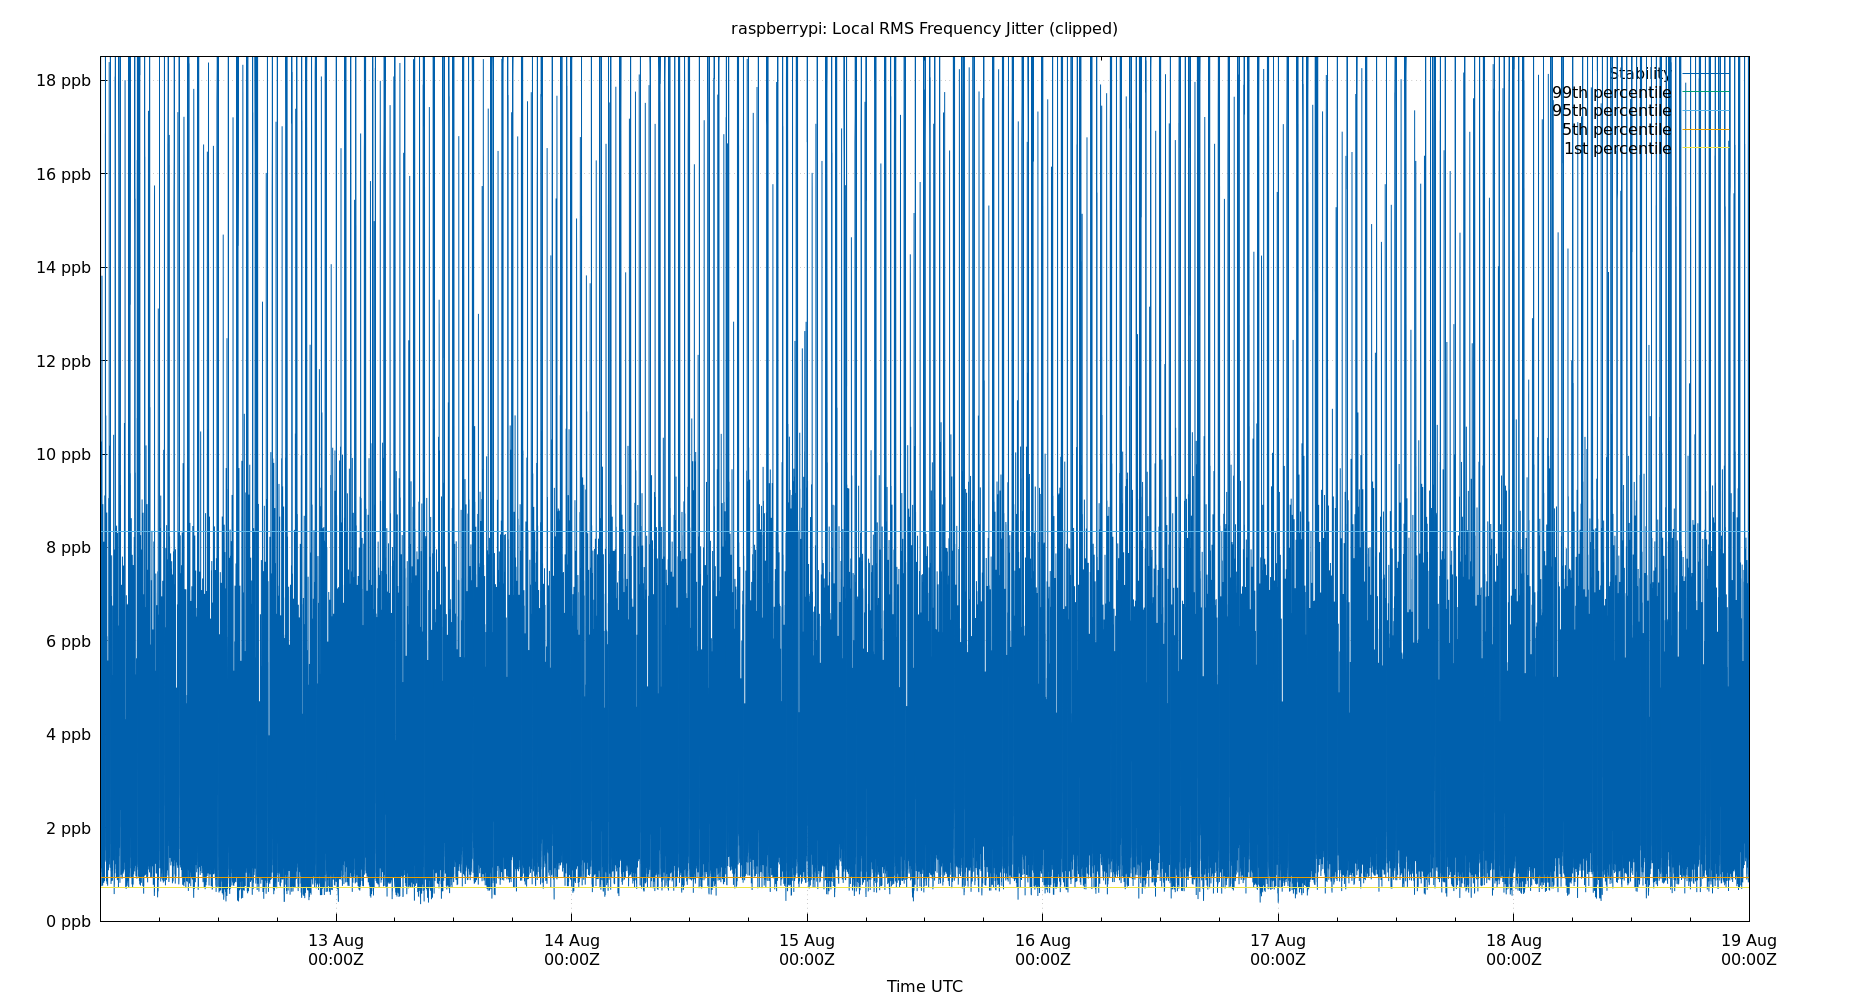 raspberrypi: Local RMS Frequency Jitter (clipped)
18 ppb
16 ppb
14 ppb
12 ppb
10 ppb
8 ppb
6 ppb
4 ppb
2 ppb
0 ppb
Stability
99th percentile
95th percentile
5th percentile
1st percentile
13 Aug
00:00Z
14 Aug
00:00Z
15 Aug
00:00Z
16 Aug
00:00Z
17 Aug
00:00Z
18 Aug
00:00Z
19 Aug
00:00Z
Time UTC